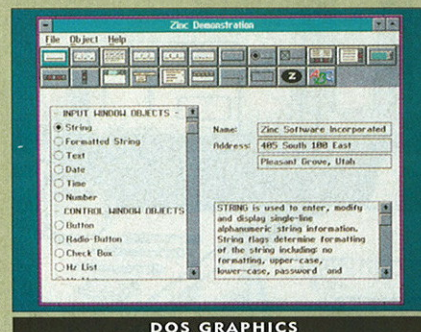 Zinc Demonstration
File Object Help
Z
- INPUT WINDOW OBJECTS -
String
Formatted String
Text
Date
Time
Number
- CONTROL WINDOW OBJECTS
Button
Radio-Button
Check Box
Hz List
Name: Zinc Software Incorporated
Address: 405 South 100 East
Pleasant Grove, Utah
STRING is used to enter, modify
and display single-line
alphanumeric string information.
String flags determine formatting
of the string including: no
formatting, upper-case,
lower-case, password and
DOS GRAPHICS